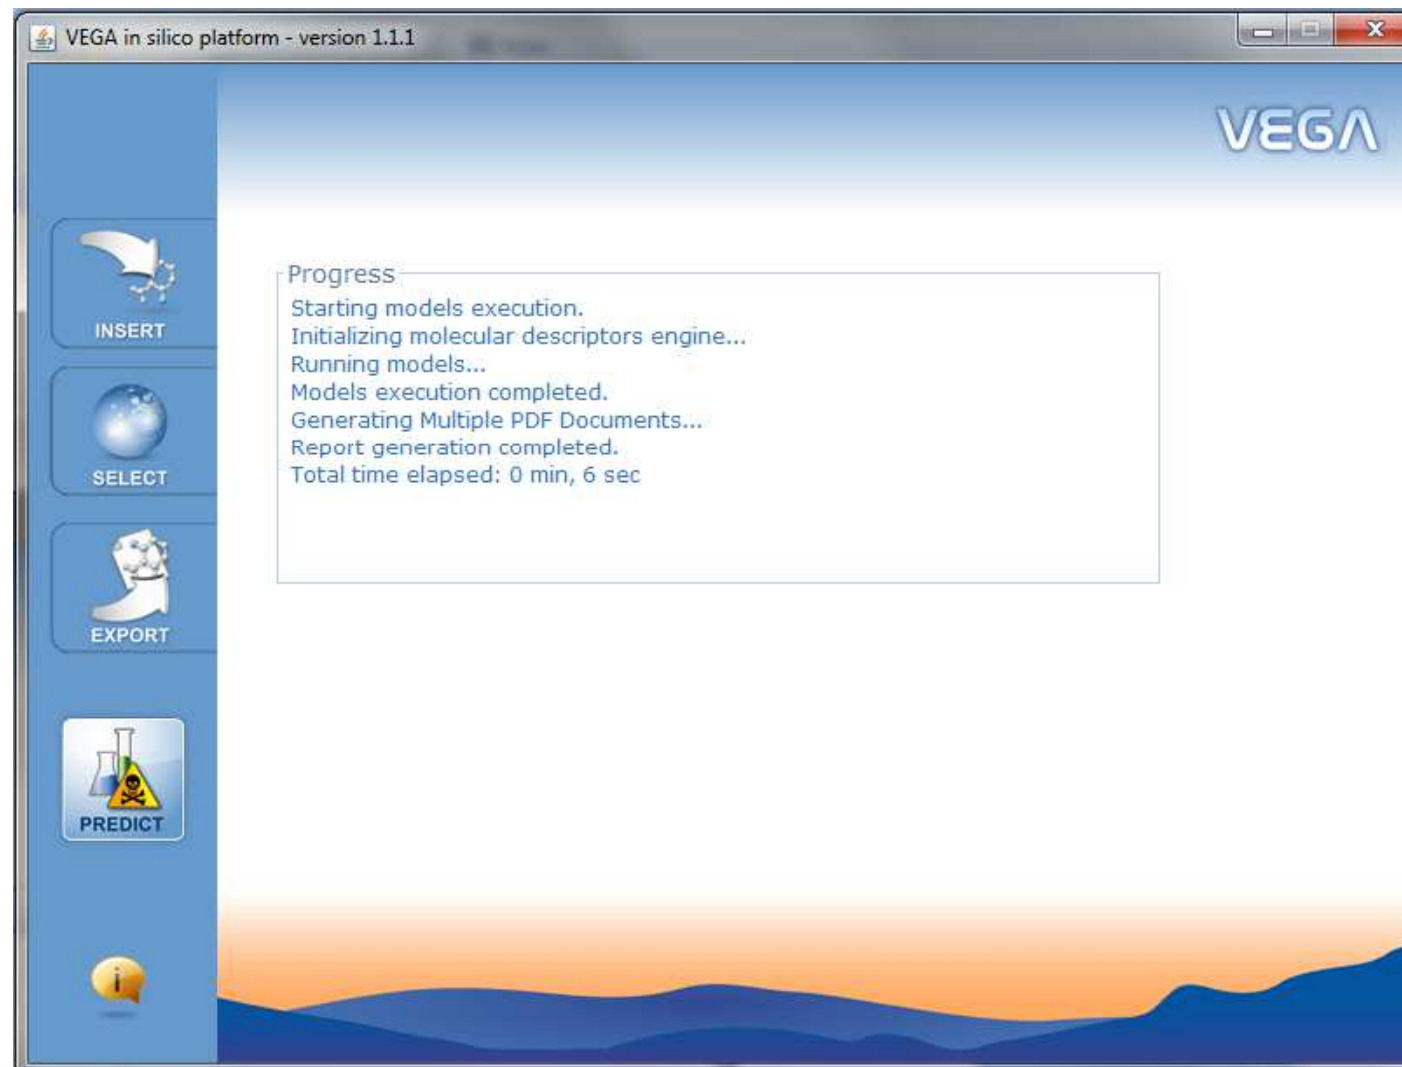 VEGA in silico platform - version 1.1.1
VEGA
INSERT
SELECT
EXPORT
PREDICT
i
Progress
Starting models execution.
Initializing molecular descriptors engine...
Running models...
Models execution completed.
Generating Multiple PDF Documents...
Report generation completed.
Total time elapsed: 0 min, 6 sec